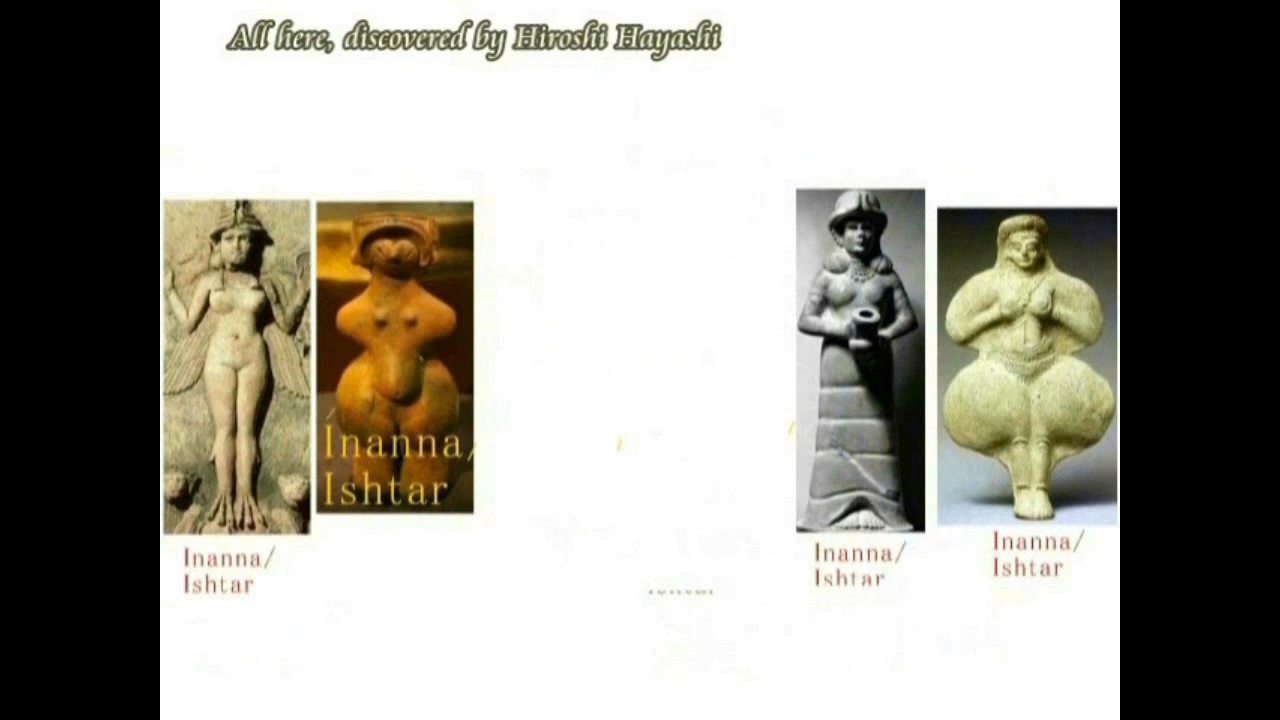 All here, discovered by Hiroshi Hayashi
Inanna/
Ishtar
Inanna/
Ishtar
Inanna/
Ishtar
Inanna/
Ishtar